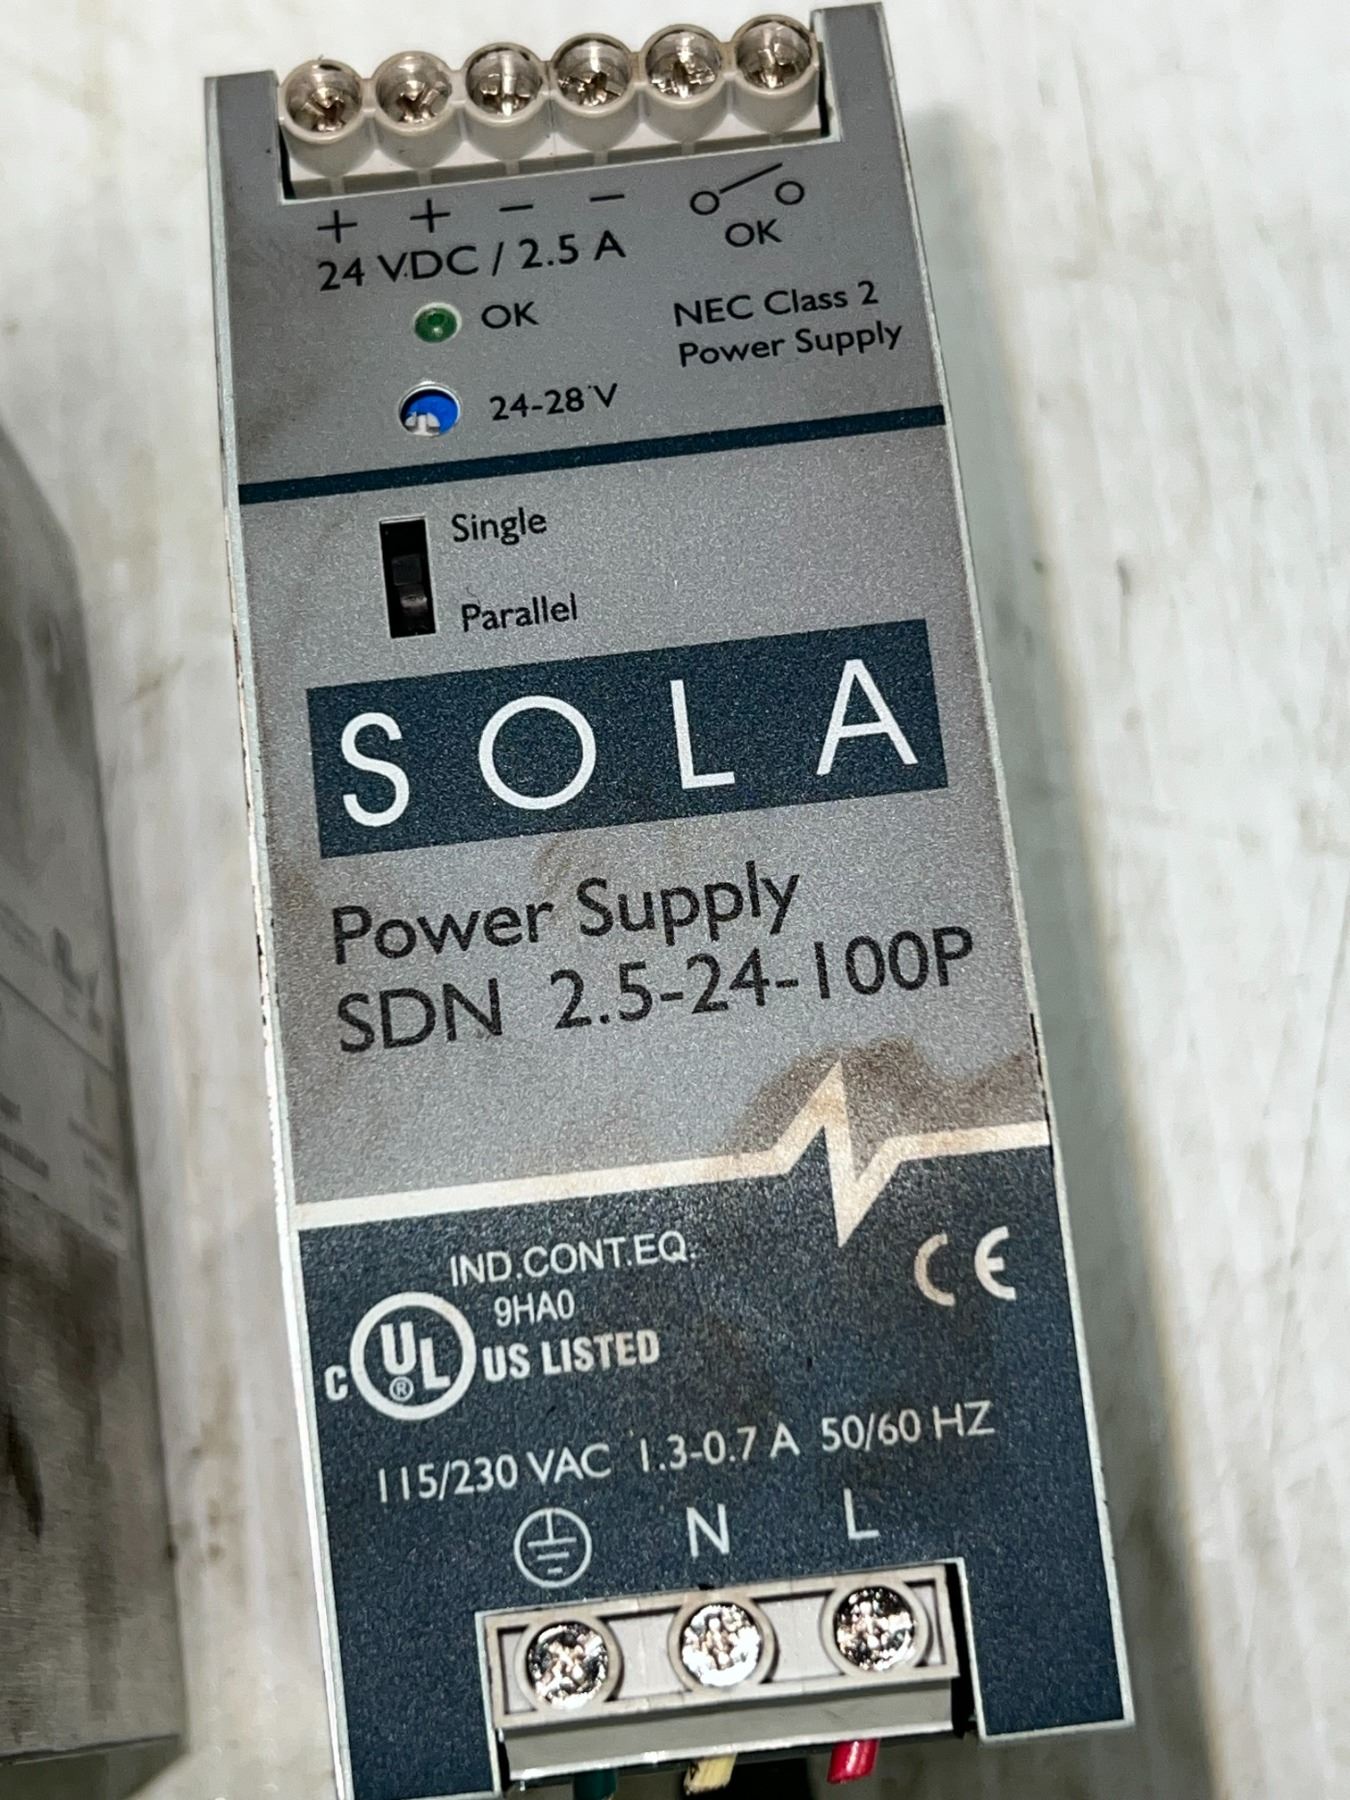 + + − −
24 VDC / 2.5 A
OK
OK
NEC Class 2
Power Supply
24-28 V
Single
Parallel
SOLA
Power Supply
SDN 2.5-24-100P
IND.CONT.EQ.
9HA0
C UL ® US LISTED
CE
115/230 VAC 1.3-0.7 A 50/60 HZ
N L